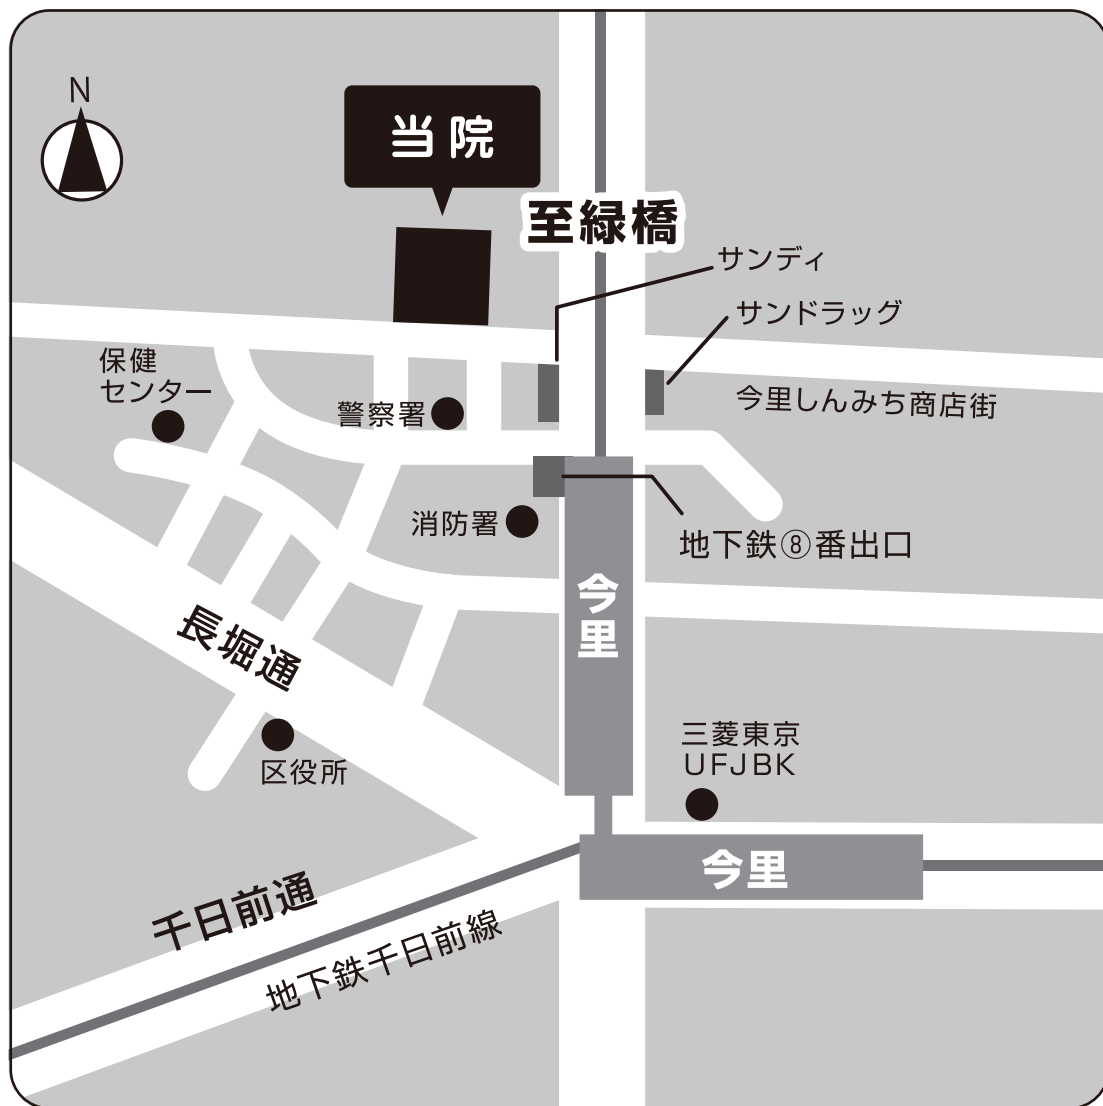 N
当院
至緑橋
サンディ
サンドラッグ
保健
センター
警察署
今里しんみち商店街
消防署
地下鉄⑧番出口
今里
長堀通
区役所
三菱東京
UFJBK
今里
千日前通
地下鉄千日前線